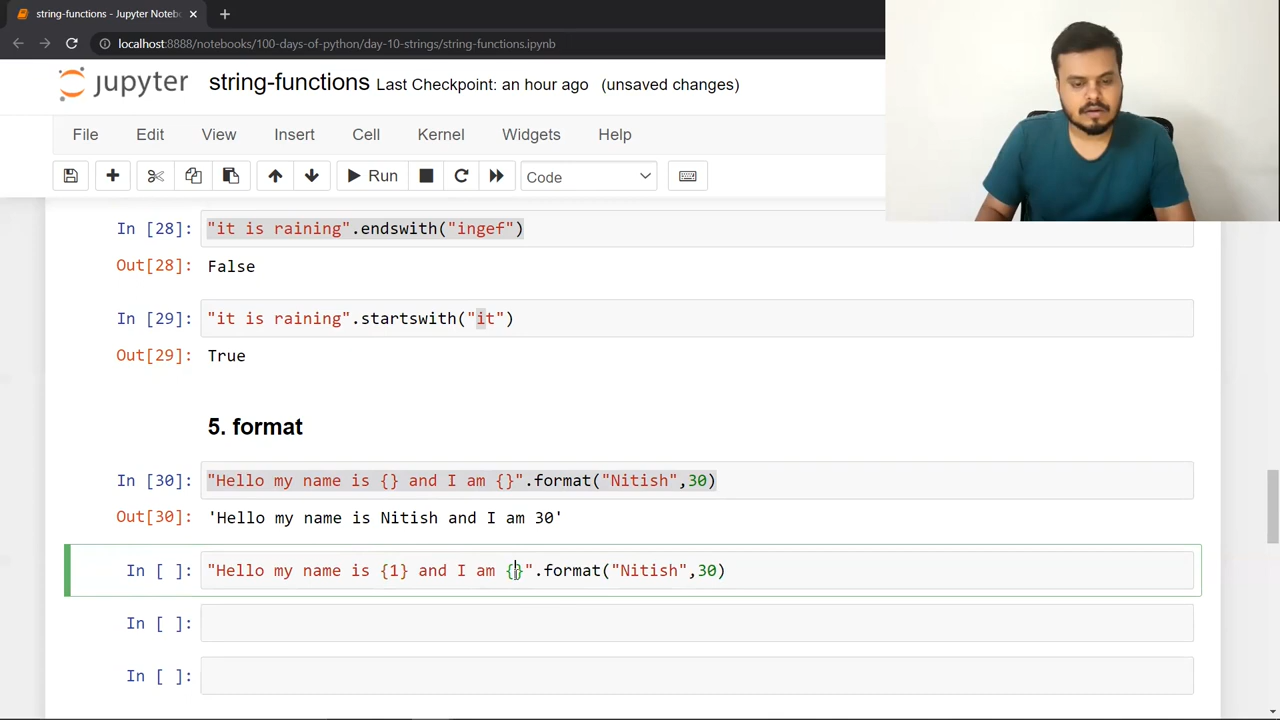 string-functions - Jupyter Noteb
localhost:8888/notebooks/100-days-of-python/day-10-strings/string-functions.ipynb
jupyter string-functions Last Checkpoint: an hour ago (unsaved changes)
File Edit View Insert Cell Kernel Widgets Help
Run Code
In [28]: "it is raining".endswith("ingef")
Out[28]: False
In [29]: "it is raining".startswith("it")
Out[29]: True
5. format
In [30]: "Hello my name is {} and I am {}".format("Nitish",30)
Out[30]: 'Hello my name is Nitish and I am 30'
In [ ]: "Hello my name is {1} and I am {}".format("Nitish",30)
In [ ]:
In [ ]: